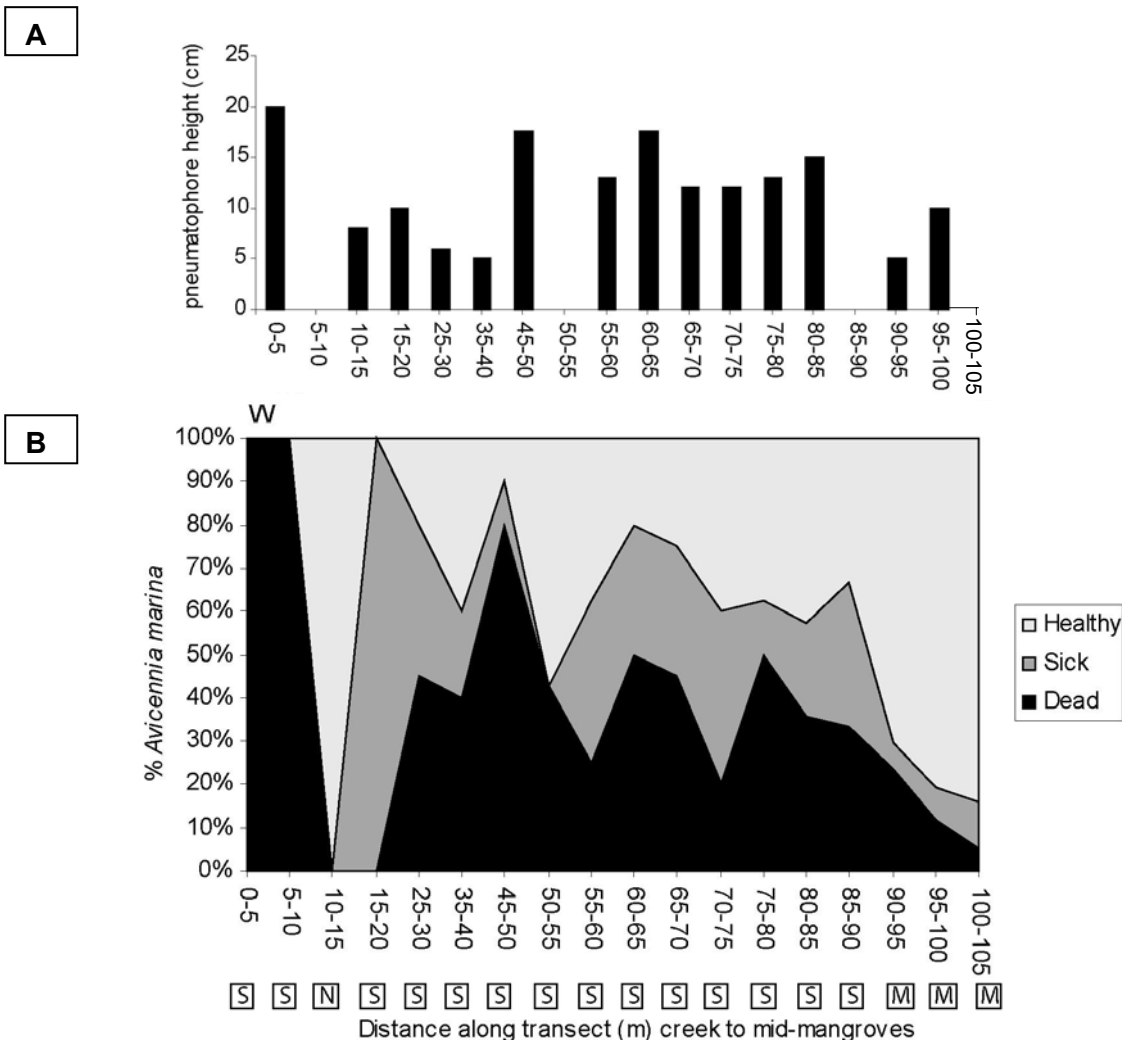 A
pneumatophore height (cm)
25
20
15
10
5
0
0-5 5-10 10-15 15-20 25-30 35-40 45-50 50-55 55-60 60-65 65-70 70-75 75-80 80-85 85-90 90-95 95-100 100-105
B
W
% Avicennia marina
100%
90%
80%
70%
60%
50%
40%
30%
20%
10%
0%
Healthy
Sick
Dead
0-5 5-10 10-15 15-20 25-30 35-40 45-50 50-55 55-60 60-65 65-70 70-75 75-80 80-85 85-90 90-95 95-100 100-105
S S N S S S S S S S S S S S S M M M
Distance along transect (m) creek to mid-mangroves